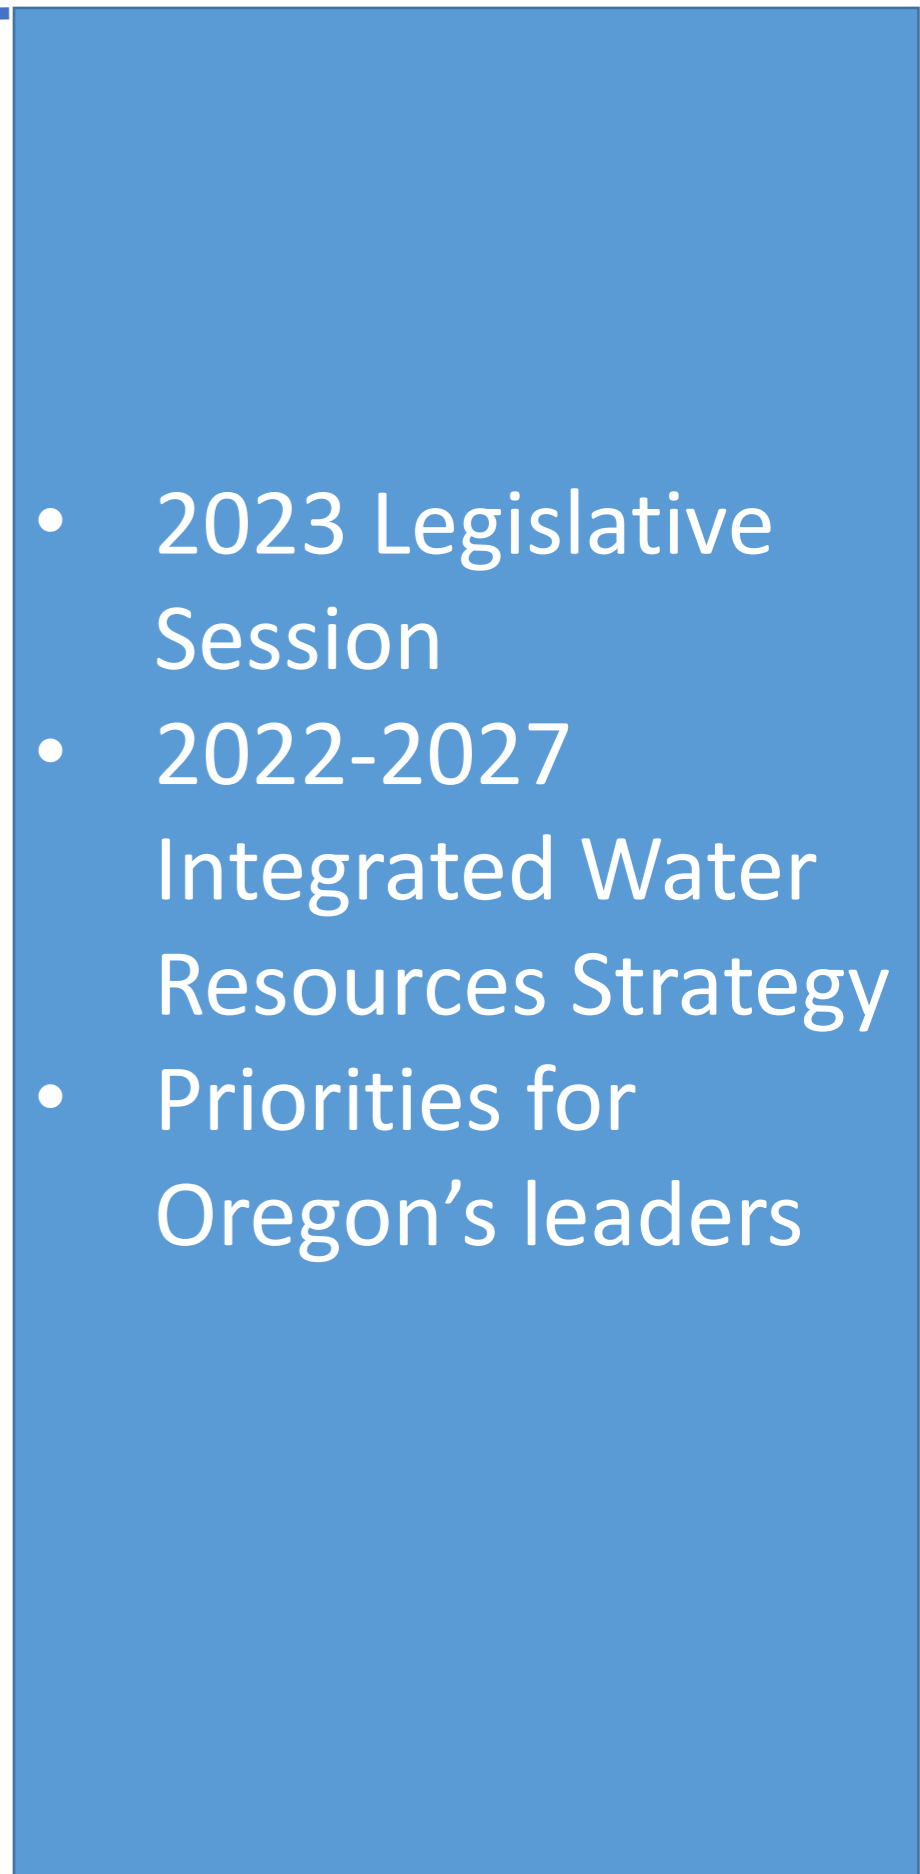 • 2023 Legislative
Session
• 2022-2027
Integrated Water
Resources Strategy
• Priorities for
Oregon’s leaders